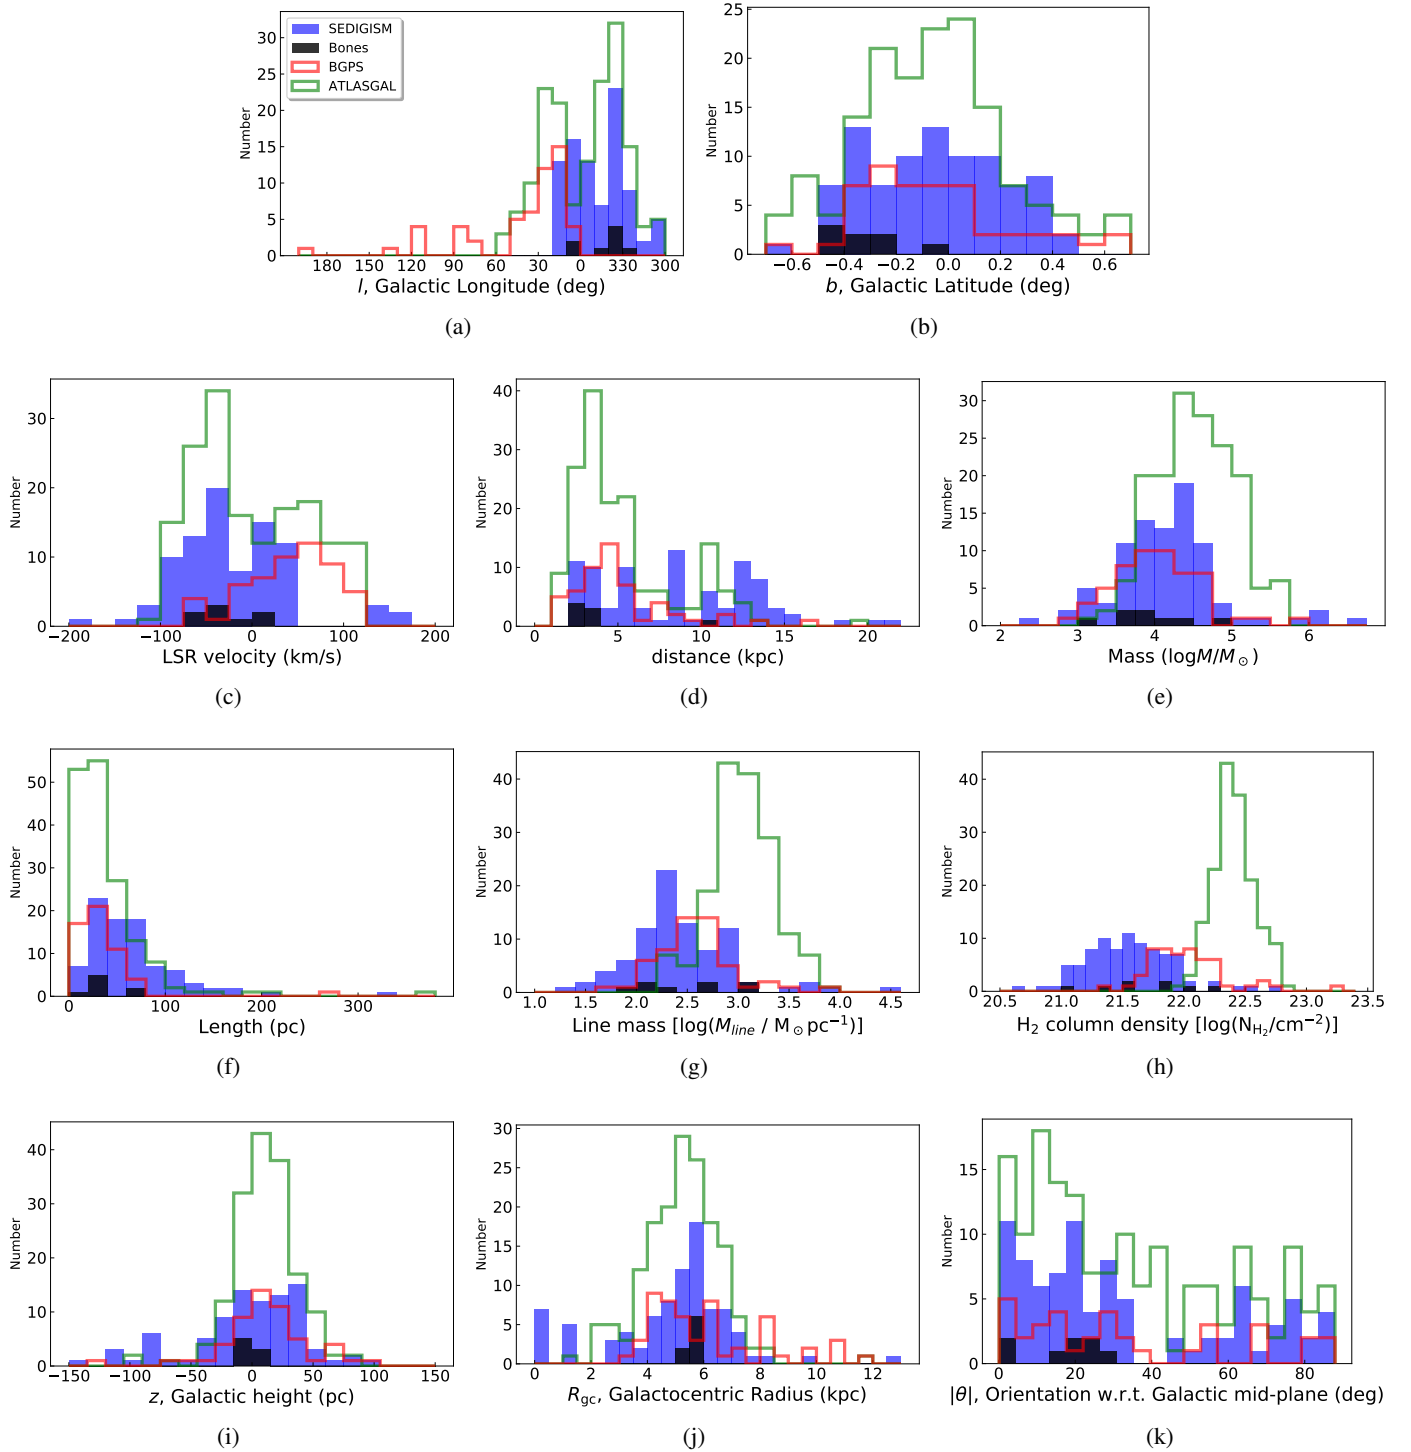 SEDIGISM
Bones
BGPS
ATLASGAL
Number
30
25
20
15
10
5
0
180 150 120 90 60 30 0 330 300
l, Galactic Longitude (deg)
(a)
Number
25
20
15
10
5
0
−0.6 −0.4 −0.2 0.0 0.2 0.4 0.6
b, Galactic Latitude (deg)
(b)
Number
30
20
10
0
−200 −100 0 100 200
LSR velocity (km/s)
(c)
Number
40
30
20
10
0
0 5 10 15 20
distance (kpc)
(d)
Number
30
25
20
15
10
5
0
2 3 4 5 6
Mass (logM/M⊙)
(e)
Number
50
40
30
20
10
0
0 100 200 300
Length (pc)
(f)
Number
40
30
20
10
0
1.0 1.5 2.0 2.5 3.0 3.5 4.0 4.5
Line mass [log(Mline / M⊙pc⁻¹)]
(g)
Number
40
30
20
10
0
20.5 21.0 21.5 22.0 22.5 23.0 23.5
H₂ column density [log(NH₂/cm⁻²)]
(h)
Number
40
30
20
10
0
−150 −100 −50 0 50 100 150
z, Galactic height (pc)
(i)
Number
30
25
20
15
10
5
0
0 2 4 6 8 10 12
Rgc, Galactocentric Radius (kpc)
(j)
Number
15
10
5
0
0 20 40 60 80
|θ|, Orientation w.r.t. Galactic mid-plane (deg)
(k)